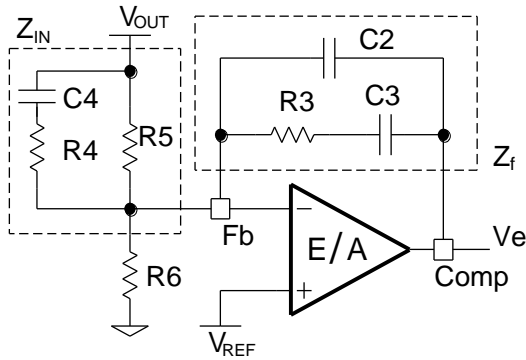 Z_IN
V_OUT
C2
C4
R3
C3
R4
R5
Z_f
Fb
E/A
Ve
R6
Comp
V_REF